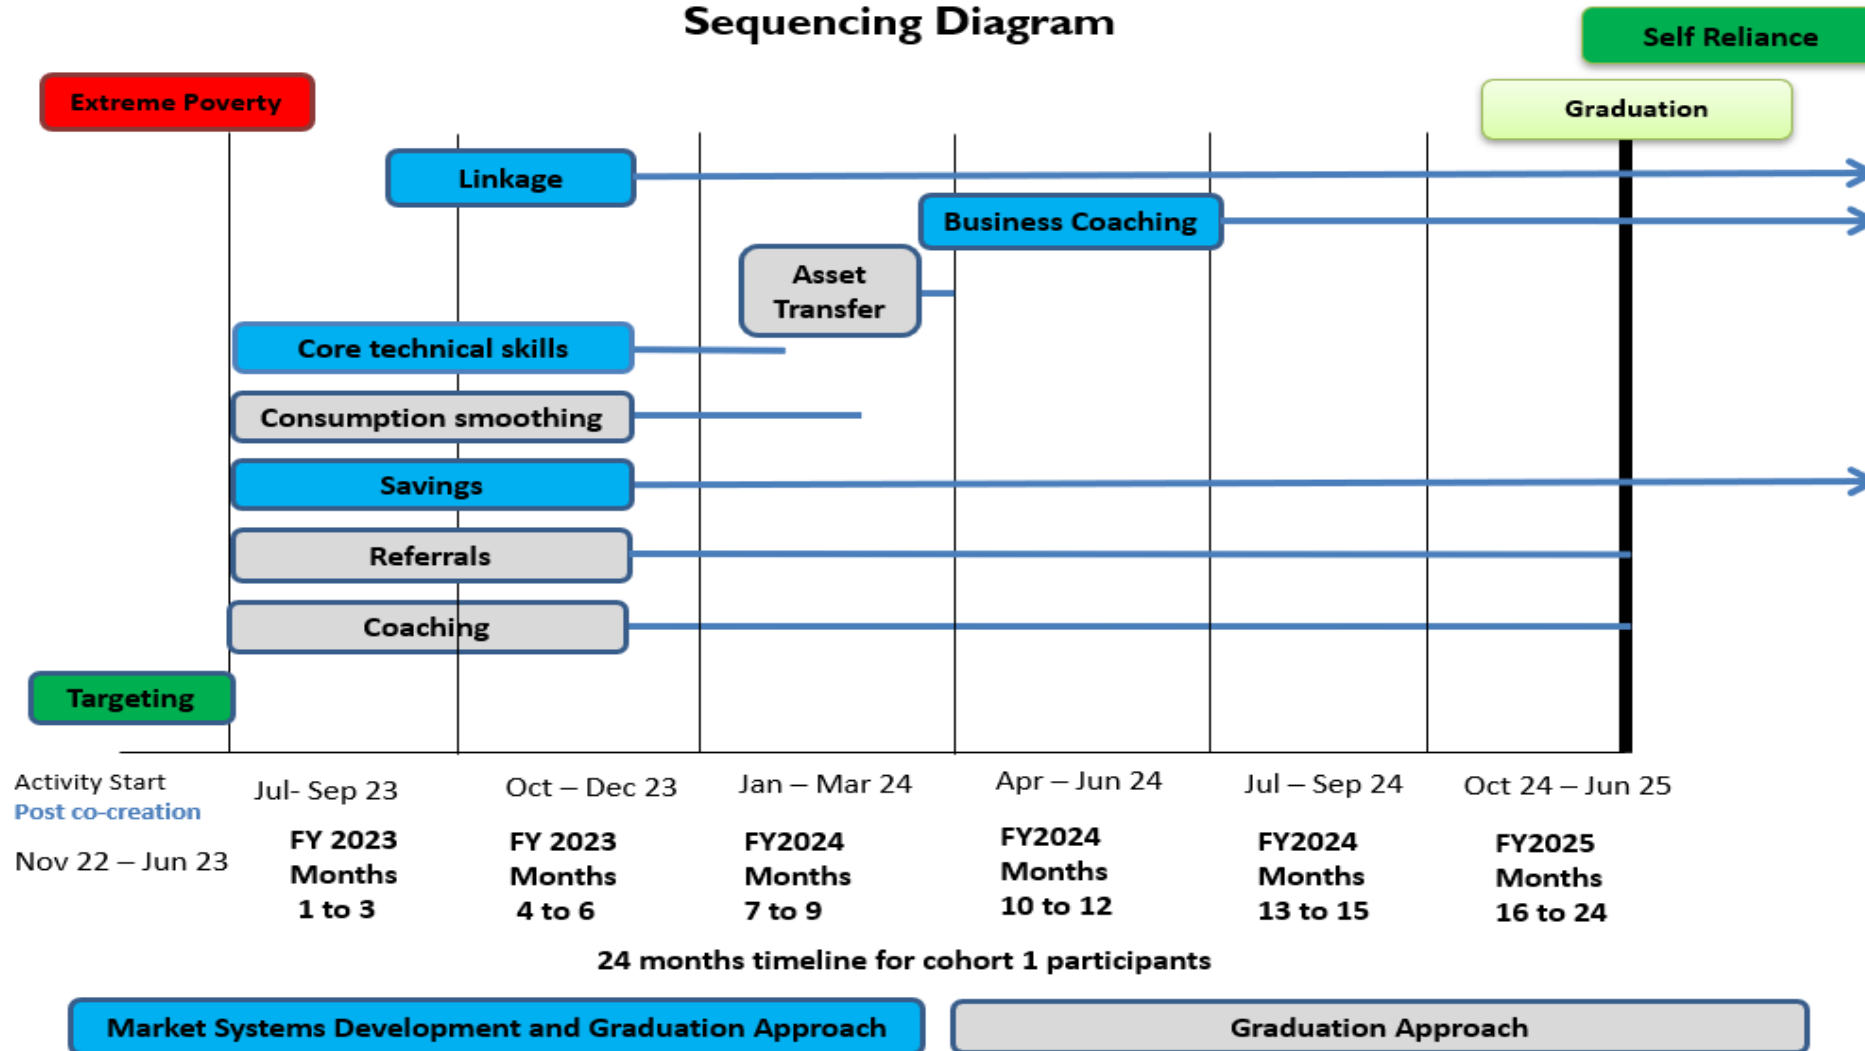 Sequencing Diagram
Self Reliance
Extreme Poverty
Graduation
Linkage
Business Coaching
Asset
Transfer
Core technical skills
Consumption smoothing
Savings
Referrals
Coaching
Targeting
Activity Start
Post co-creation
Nov 22 – Jun 23
Jul- Sep 23
FY 2023
Months
1 to 3
Oct – Dec 23
FY 2023
Months
4 to 6
Jan – Mar 24
FY2024
Months
7 to 9
Apr – Jun 24
FY2024
Months
10 to 12
Jul – Sep 24
FY2024
Months
13 to 15
Oct 24 – Jun 25
FY2025
Months
16 to 24
24 months timeline for cohort 1 participants
Market Systems Development and Graduation Approach
Graduation Approach